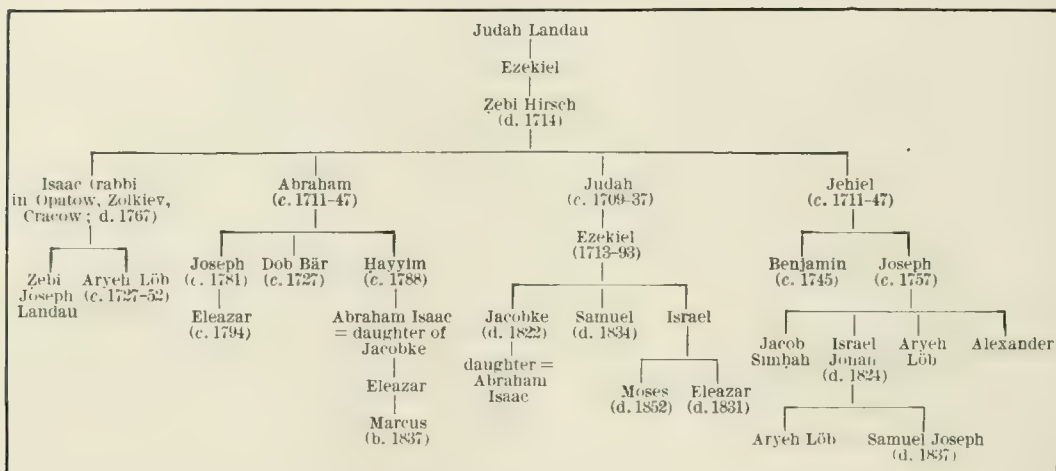 Judah Landau
Ezekiel
Ẓebi Hirsch
(d. 1714)
Isaac (rabbi
in Opatow, Zolkiev,
Cracow; d. 1767)
Abraham
(c. 1711-47)
Judah
(c. 1709-37)
Jehiel
(c. 1711-47)
Ẓebi
Joseph
Landau
Aryeh Löb
(c. 1727-52)
Joseph
(c. 1781)
Dob Bär
(c. 1727)
Hayyim
(c. 1788)
Ezekiel
(1713-93)
Benjamin
(c. 1745)
Joseph
(c. 1757)
Eleazar
(c. 1794)
Abraham Isaac
= daughter of
Jacobke
Eleazar
Marcus
(b. 1837)
Jacobke
(d. 1822)
Samuel
(d. 1834)
Israel
daughter =
Abraham
Isaac
Moses
(d. 1852)
Eleazar
(d. 1831)
Jacob
Simḥah
Israel
Jonah
(d. 1824)
Aryeh
Löb
Alexander
Aryeh Löb
Samuel Joseph
(d. 1837)